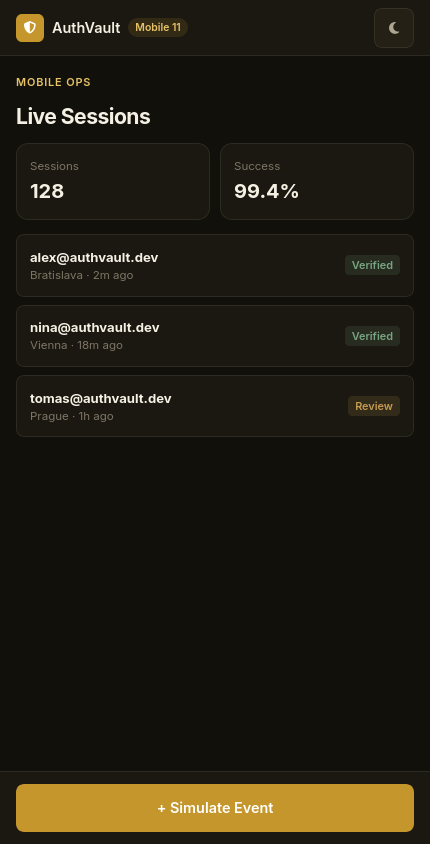 AuthVault Mobile 11
MOBILE OPS
Live Sessions
Sessions
128
Success
99.4%
alex@authvault.dev
Bratislava · 2m ago
Verified
nina@authvault.dev
Vienna · 18m ago
Verified
tomas@authvault.dev
Prague · 1h ago
Review
+ Simulate Event